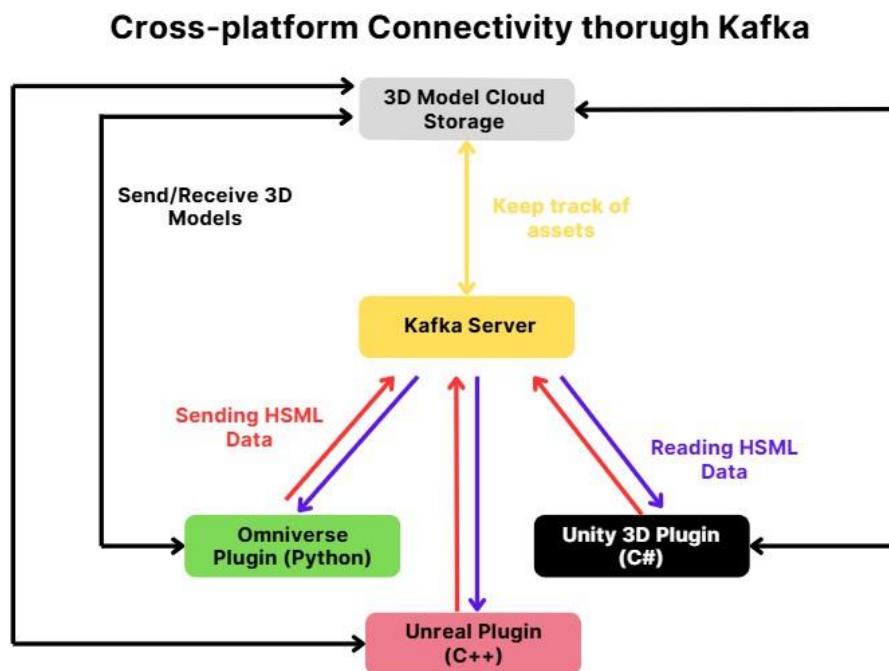 Cross-platform Connectivity thorugh Kafka
3D Model Cloud
Storage
Send/Receive 3D
Models
Keep track of
assets
Kafka Server
Sending HSML
Data
Reading HSML
Data
Omniverse
Plugin (Python)
Unity 3D Plugin
(C#)
Unreal Plugin
(C++)